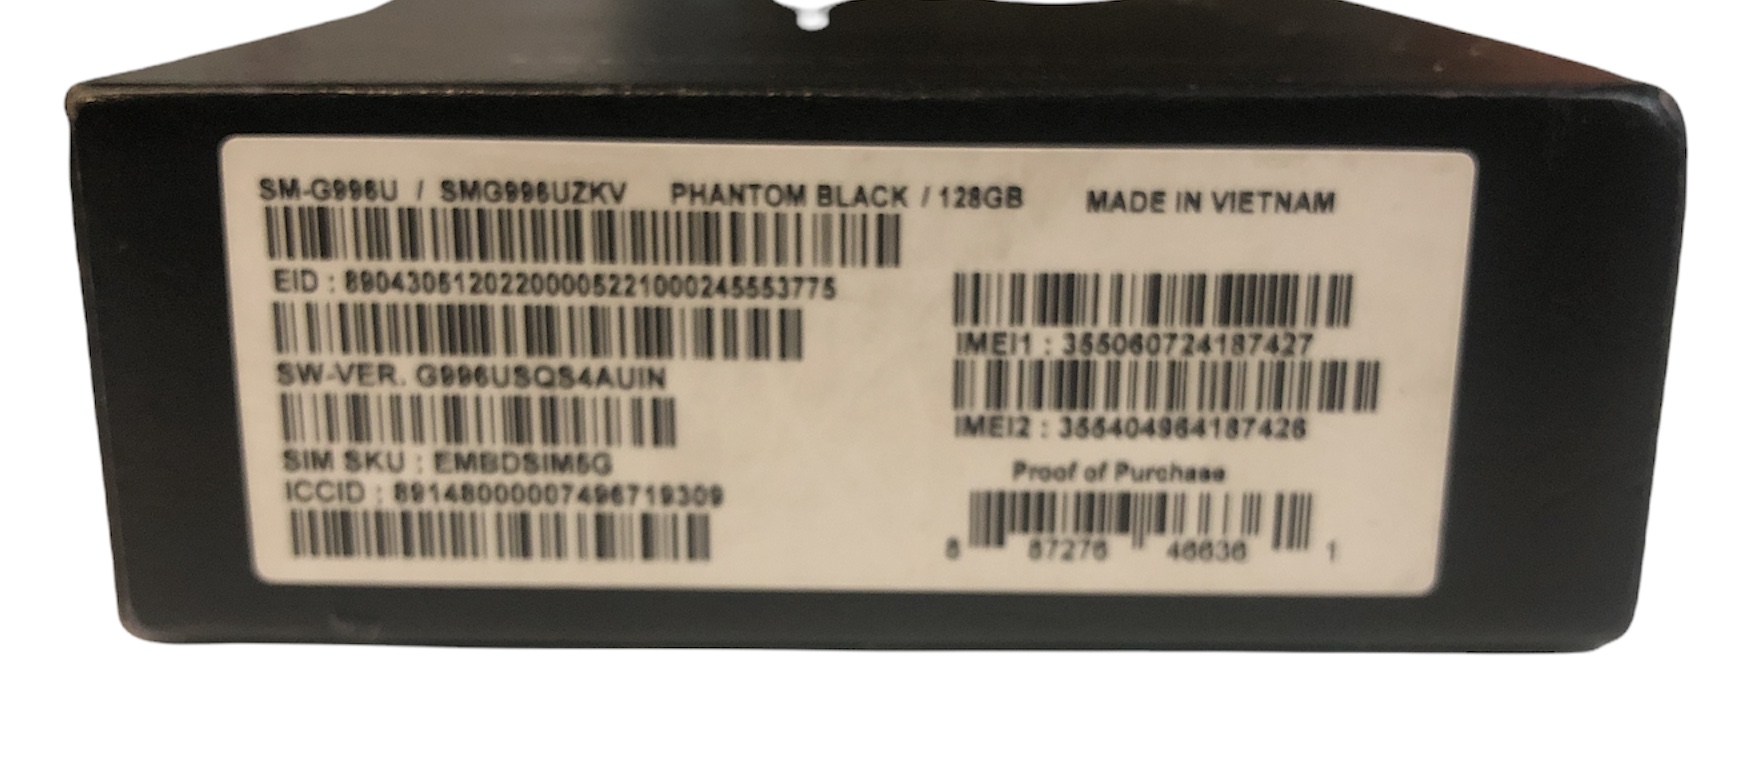 SM-G996U / SMG996UZKV PHANTOM BLACK / 128GB MADE IN VIETNAM
EID : 89043051202200005221000245553775
SW-VER. G996USQS4AUIN
SIM SKU : EMBDSIM5G
ICCID : 89148000007496719309
IMEI1 : 355060724187427
IMEI2 : 355404964187426
Proof of Purchase
8 87276 46636 1